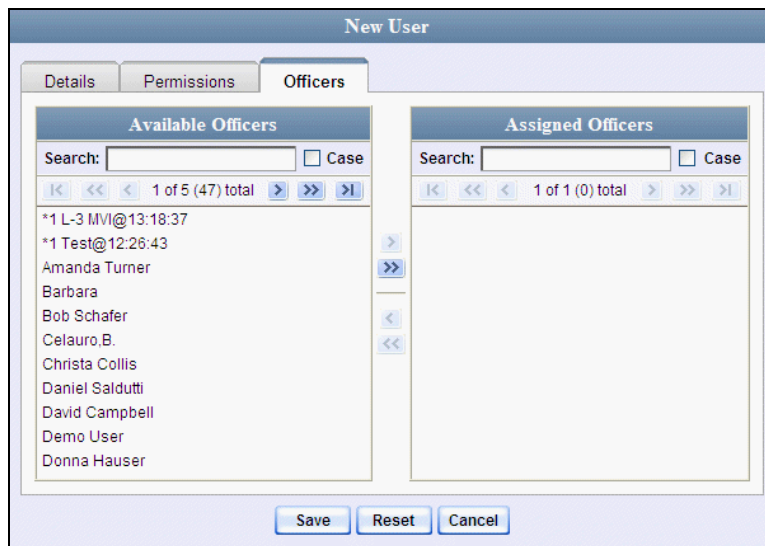 New User
Details Permissions Officers
Available Officers
Search: Case
|< << < 1 of 5 (47) total > >> >|
*1 L-3 MVI@13:18:37
*1 Test@12:26:43
Amanda Turner
Barbara
Bob Schafer
Celauro,B.
Christa Collis
Daniel Saldutti
David Campbell
Demo User
Donna Hauser
>
>>
<
<<
Assigned Officers
Search: Case
|< << < 1 of 1 (0) total > >> >|
Save Reset Cancel